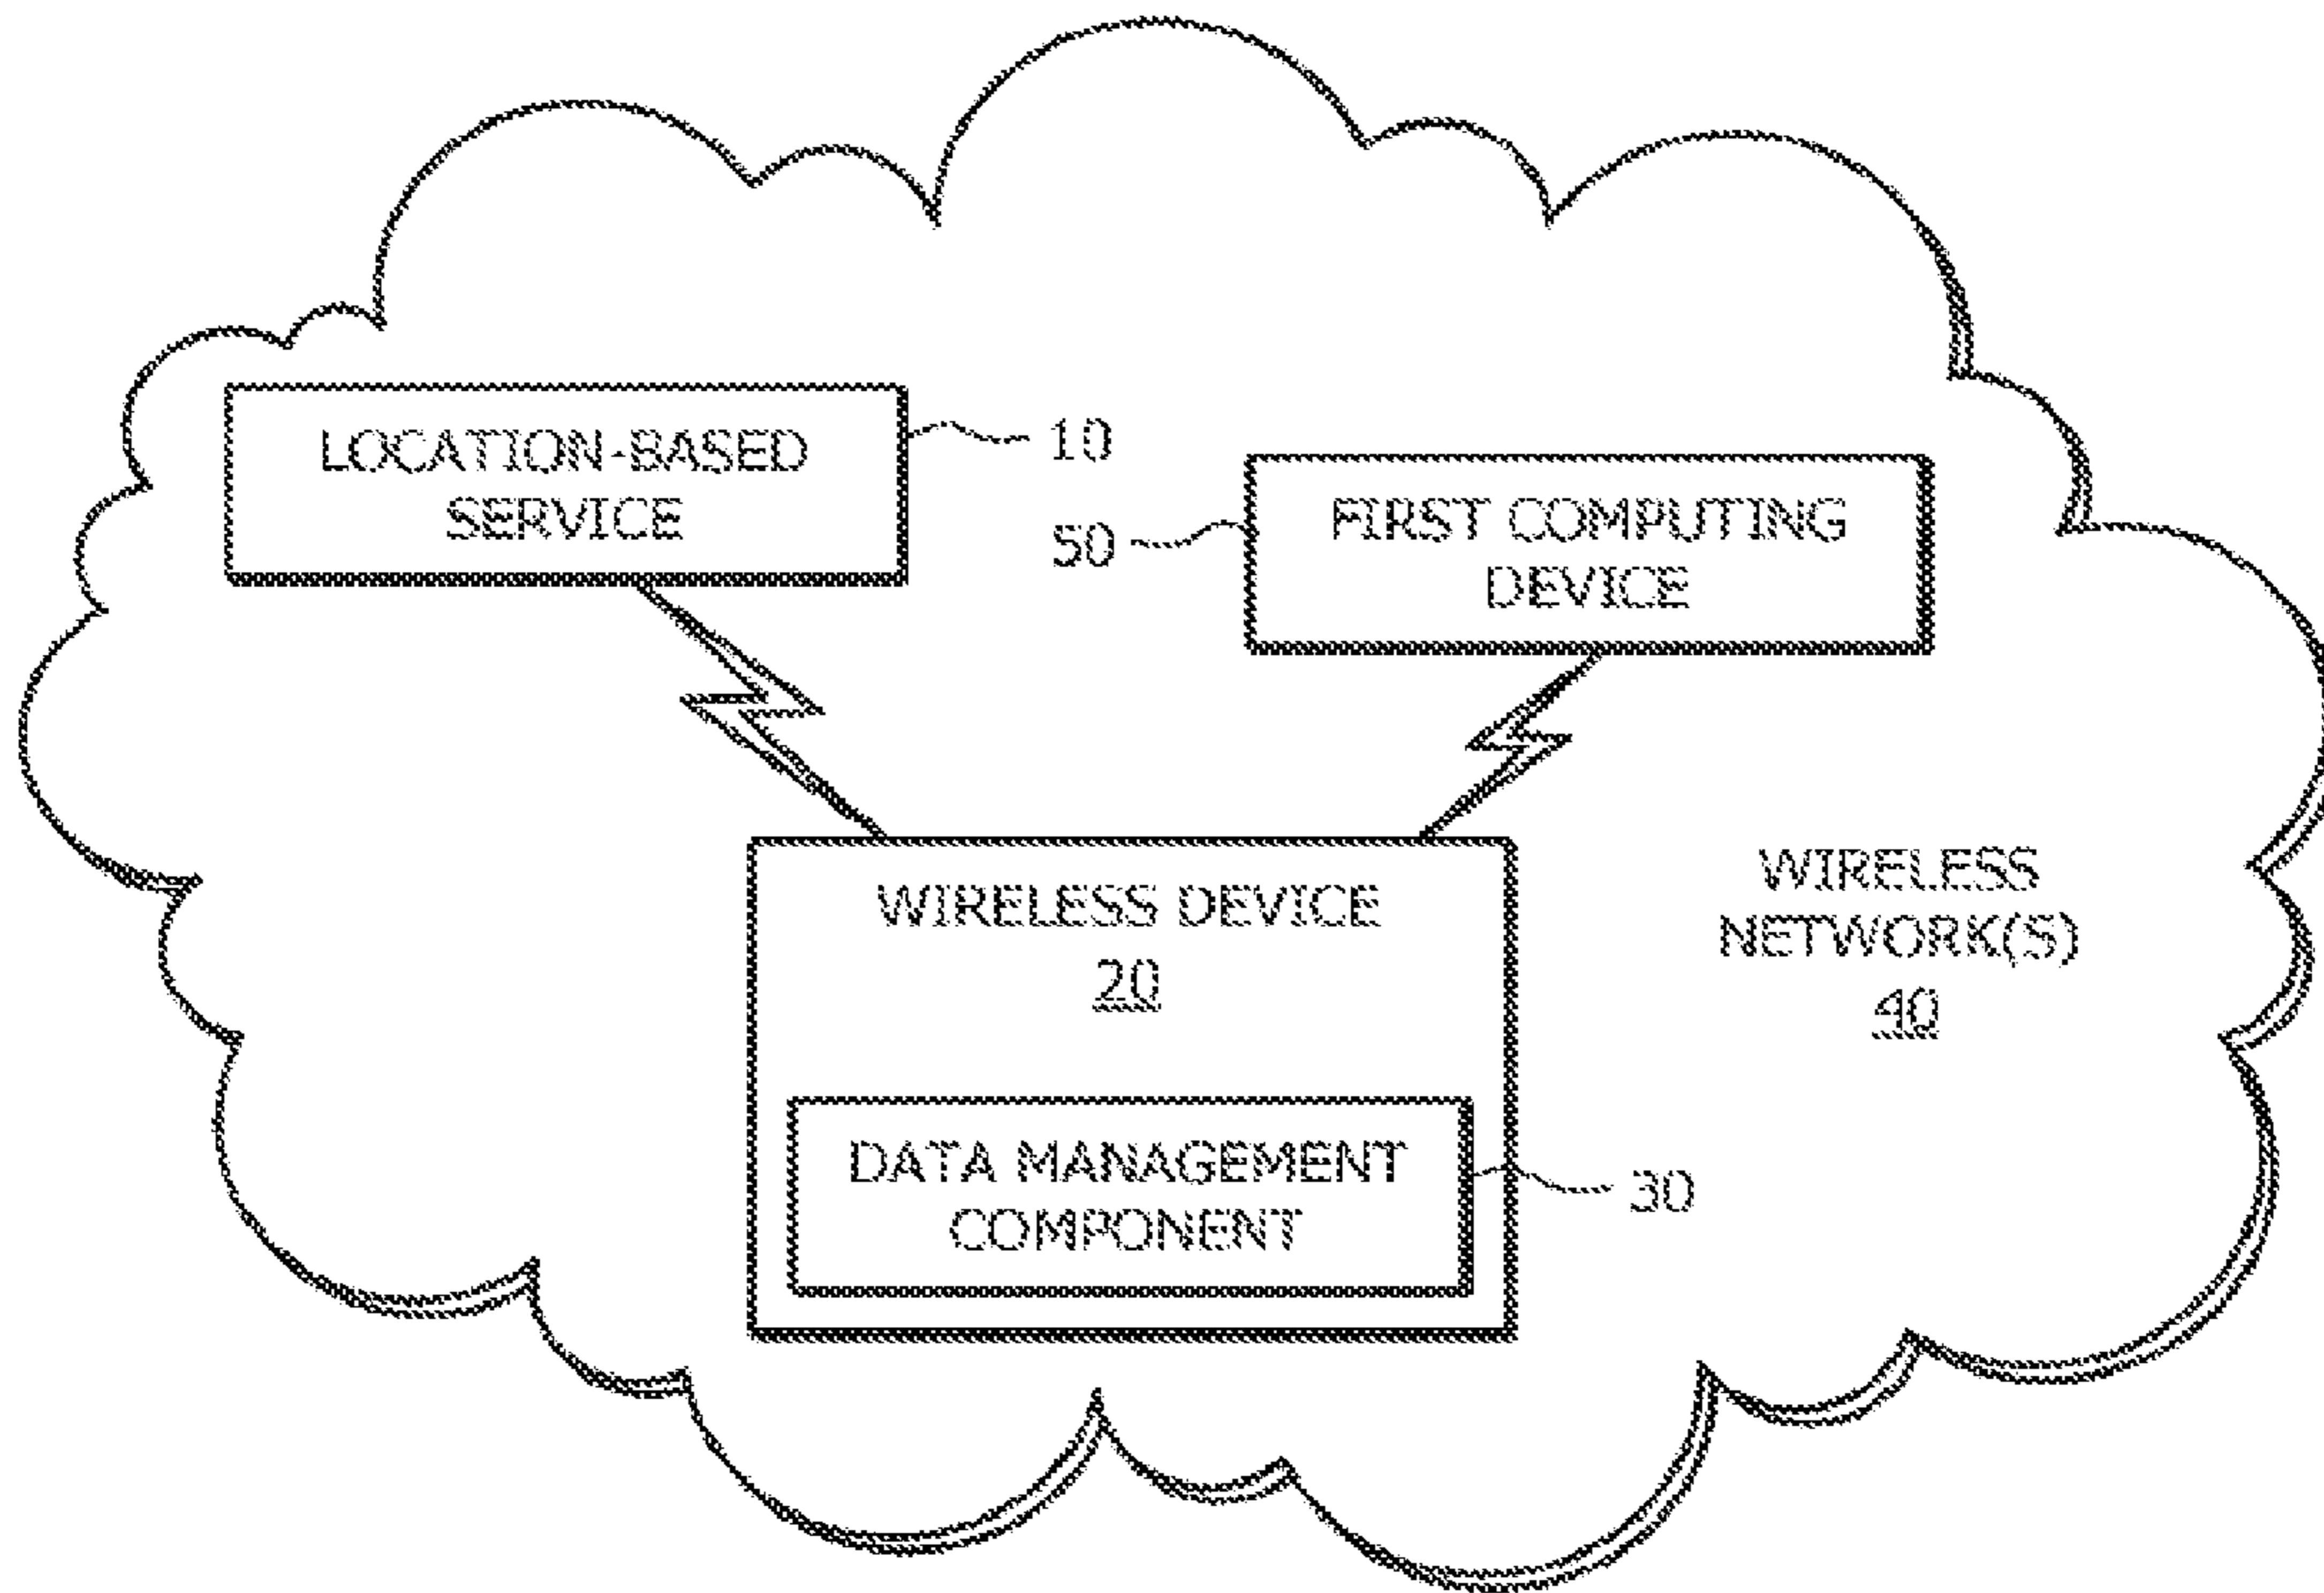 LOCATION-BASED
SERVICE
10
50
FIRST COMPUTING
DEVICE
WIRELESS DEVICE
20
WIRELESS
NETWORK(S)
40
DATA MANAGEMENT
COMPONENT
30